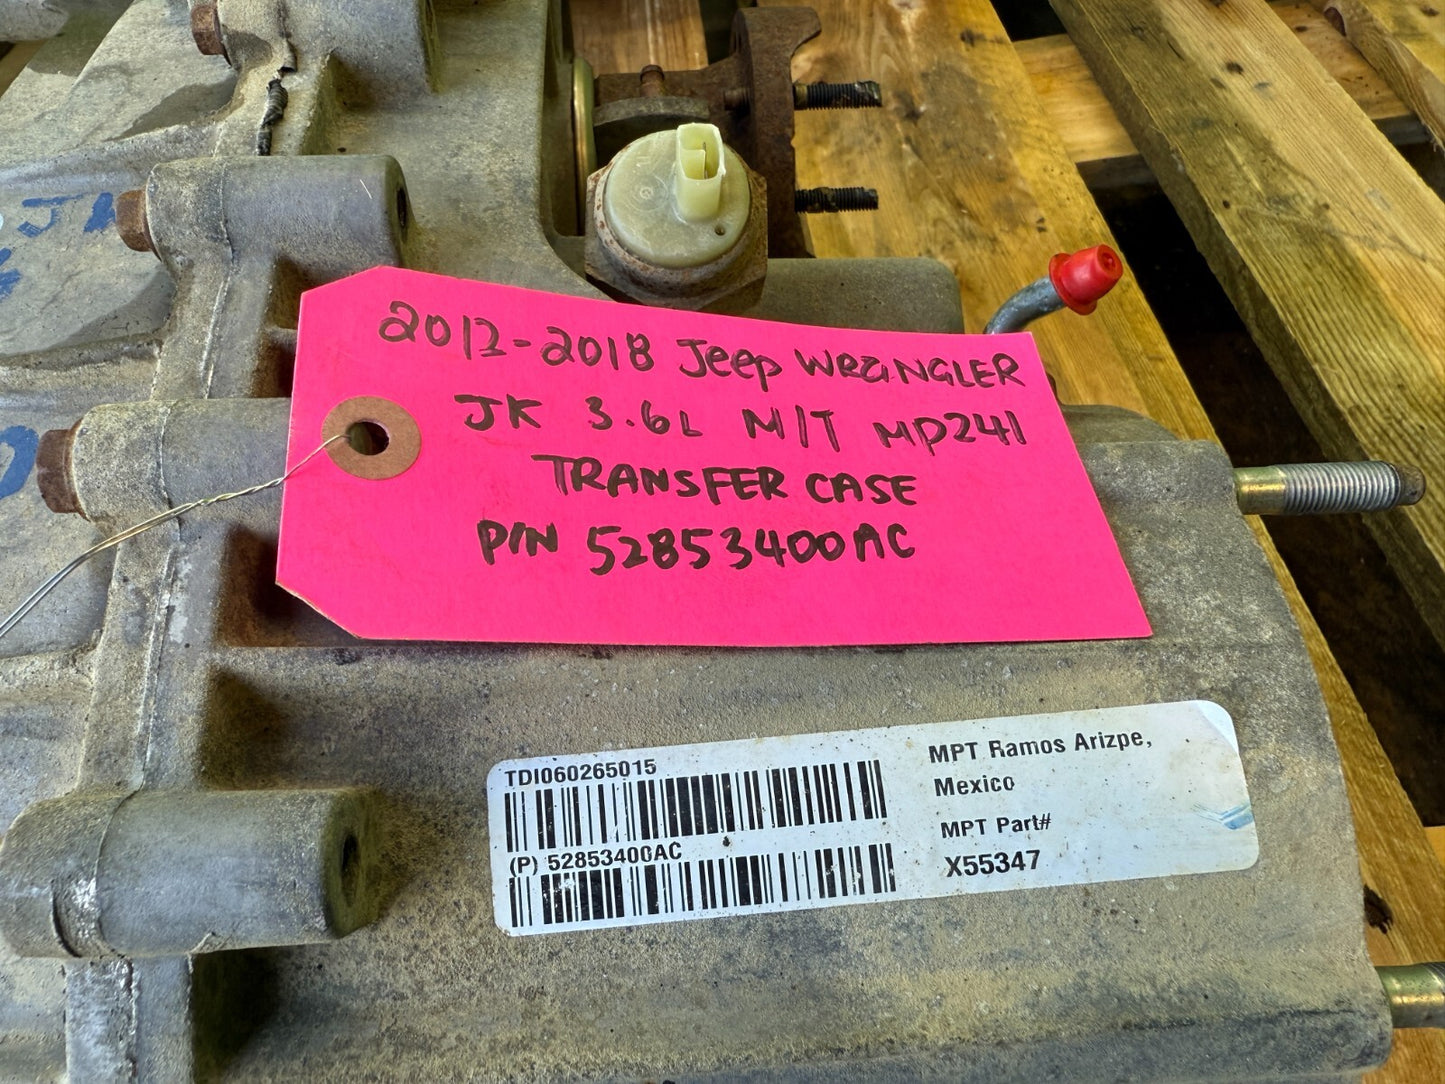 2012-2018 Jeep WRANGLER
JK 3.6L M/T MP241
TRANSFER CASE
P/N 52853400AC
TDI060265015
(P) 52853400AC
MPT Ramos Arizpe,
Mexico
MPT Part#
X55347
JK